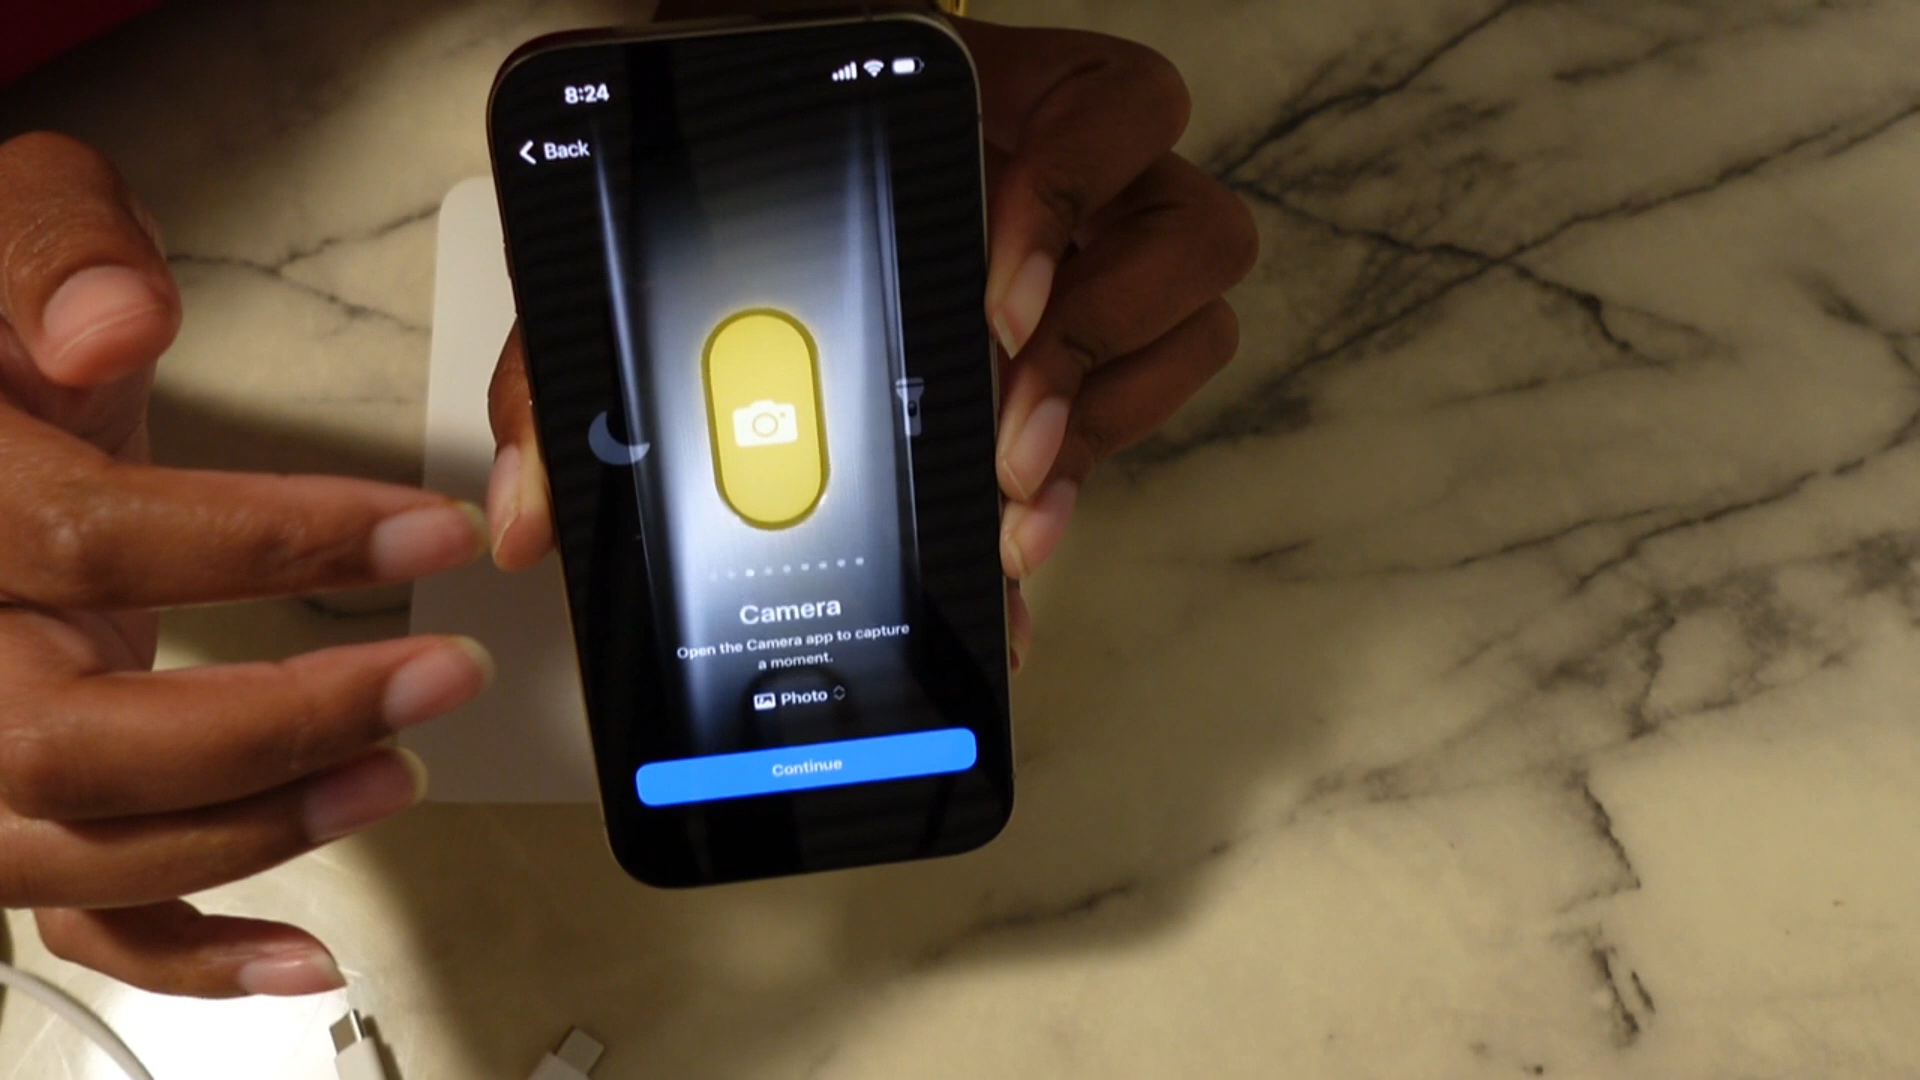 8:24
Back
Camera
Open the Camera app to capture
a moment.
Photo
Continue